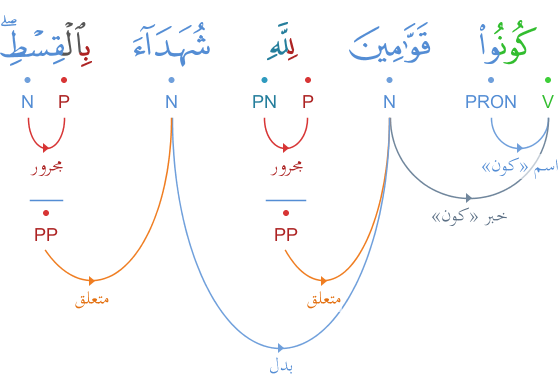 كُونُوا۟ قَوَّٰمِينَ لِلَّهِ شُهَدَآءَ بِٱلْقِسْطِ ۖ
V PRON N P PN N P N
اسم «كون»
مجرور مجرور
خبر «كون»
PP PP
متعلق متعلق
بدل